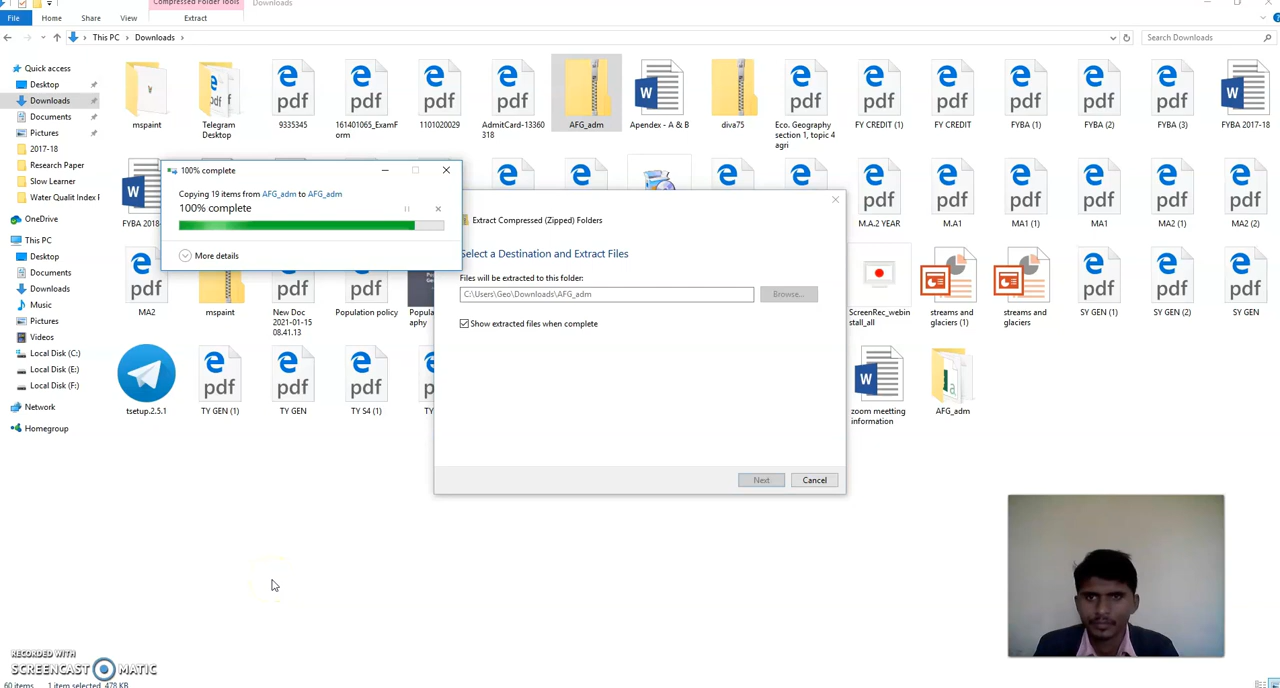 Compressed Folder Tools
Downloads
File
Home
Share
View
Extract
This PC
Downloads
Search Downloads
Quick access
Desktop
Downloads
Documents
Pictures
2017-18
Research Paper
Slow Learner
Water Qualit Index F
OneDrive
This PC
Desktop
Documents
Downloads
Music
Pictures
Videos
Local Disk (C:)
Local Disk (E:)
Local Disk (F:)
Network
Homegroup
mspaint
Telegram
Desktop
9335345
161401065_ExamF
orm
1101020029
AdmitCard-13360
318
AFG_adm
Apendex - A & B
diva75
Eco. Geography
section 1, topic 4
agri
FY CREDIT (1)
FY CREDIT
FYBA (1)
FYBA (2)
FYBA (3)
FYBA 2017-18
FYBA 2018-
M.A.2 YEAR
M.A1
MA1 (1)
MA1
MA2 (1)
MA2 (2)
MA2
mspaint
New Doc
2021-01-15
08.41.13
Population policy
Popula
aphy
ScreenRec_webin
stall_all
streams and
glaciers (1)
streams and
glaciers
SY GEN (1)
SY GEN (2)
SY GEN
tsetup.2.5.1
TY GEN (1)
TY GEN
TY S4 (1)
TY
zoom meetting
information
AFG_adm
100% complete
Copying 19 items from AFG_adm to AFG_adm
100% complete
More details
Extract Compressed (Zipped) Folders
Select a Destination and Extract Files
Files will be extracted to this folder:
C:\Users\Geo\Downloads\AFG_adm
Browse...
Show extracted files when complete
Next
Cancel
RECORDED WITH
SCREENCAST MATIC
60 items
1 item selected, 478 KB